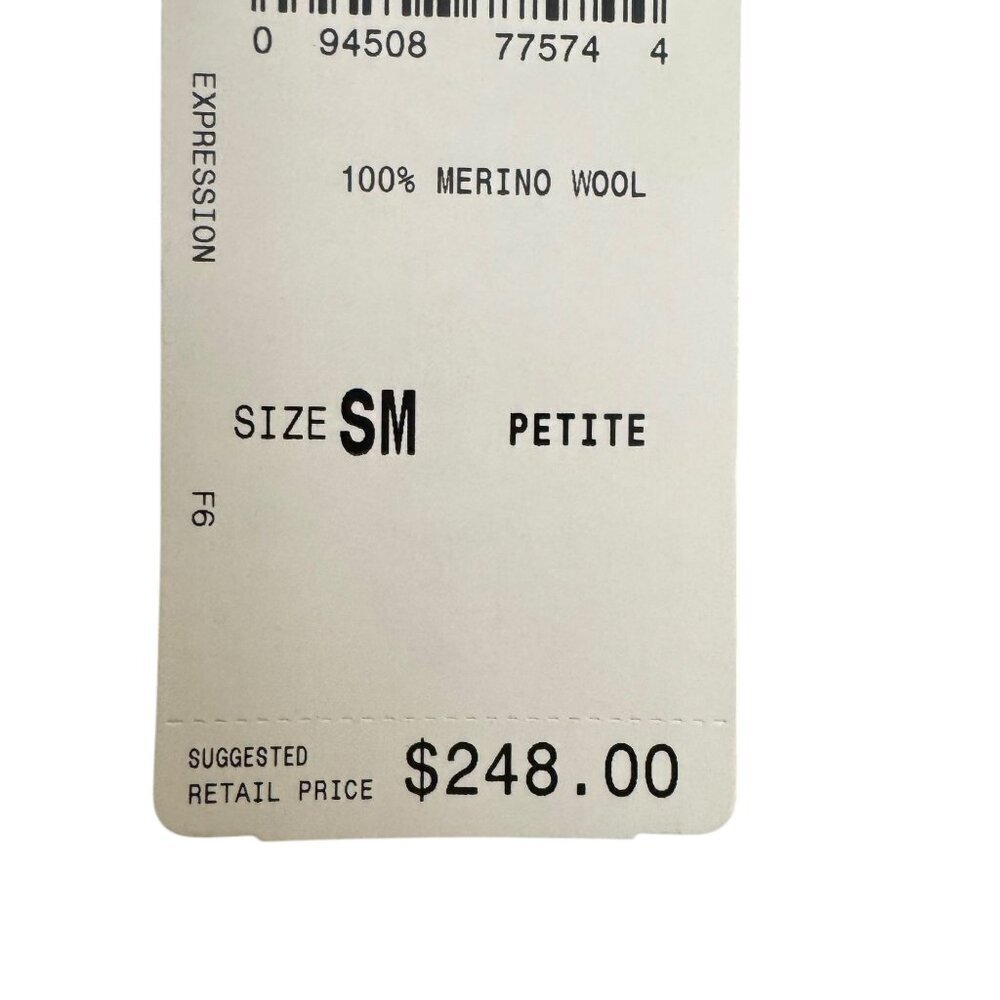 0 94508 77574 4
EXPRESSION
100% MERINO WOOL
SIZE SM PETITE
F6
SUGGESTED
RETAIL PRICE $248.00